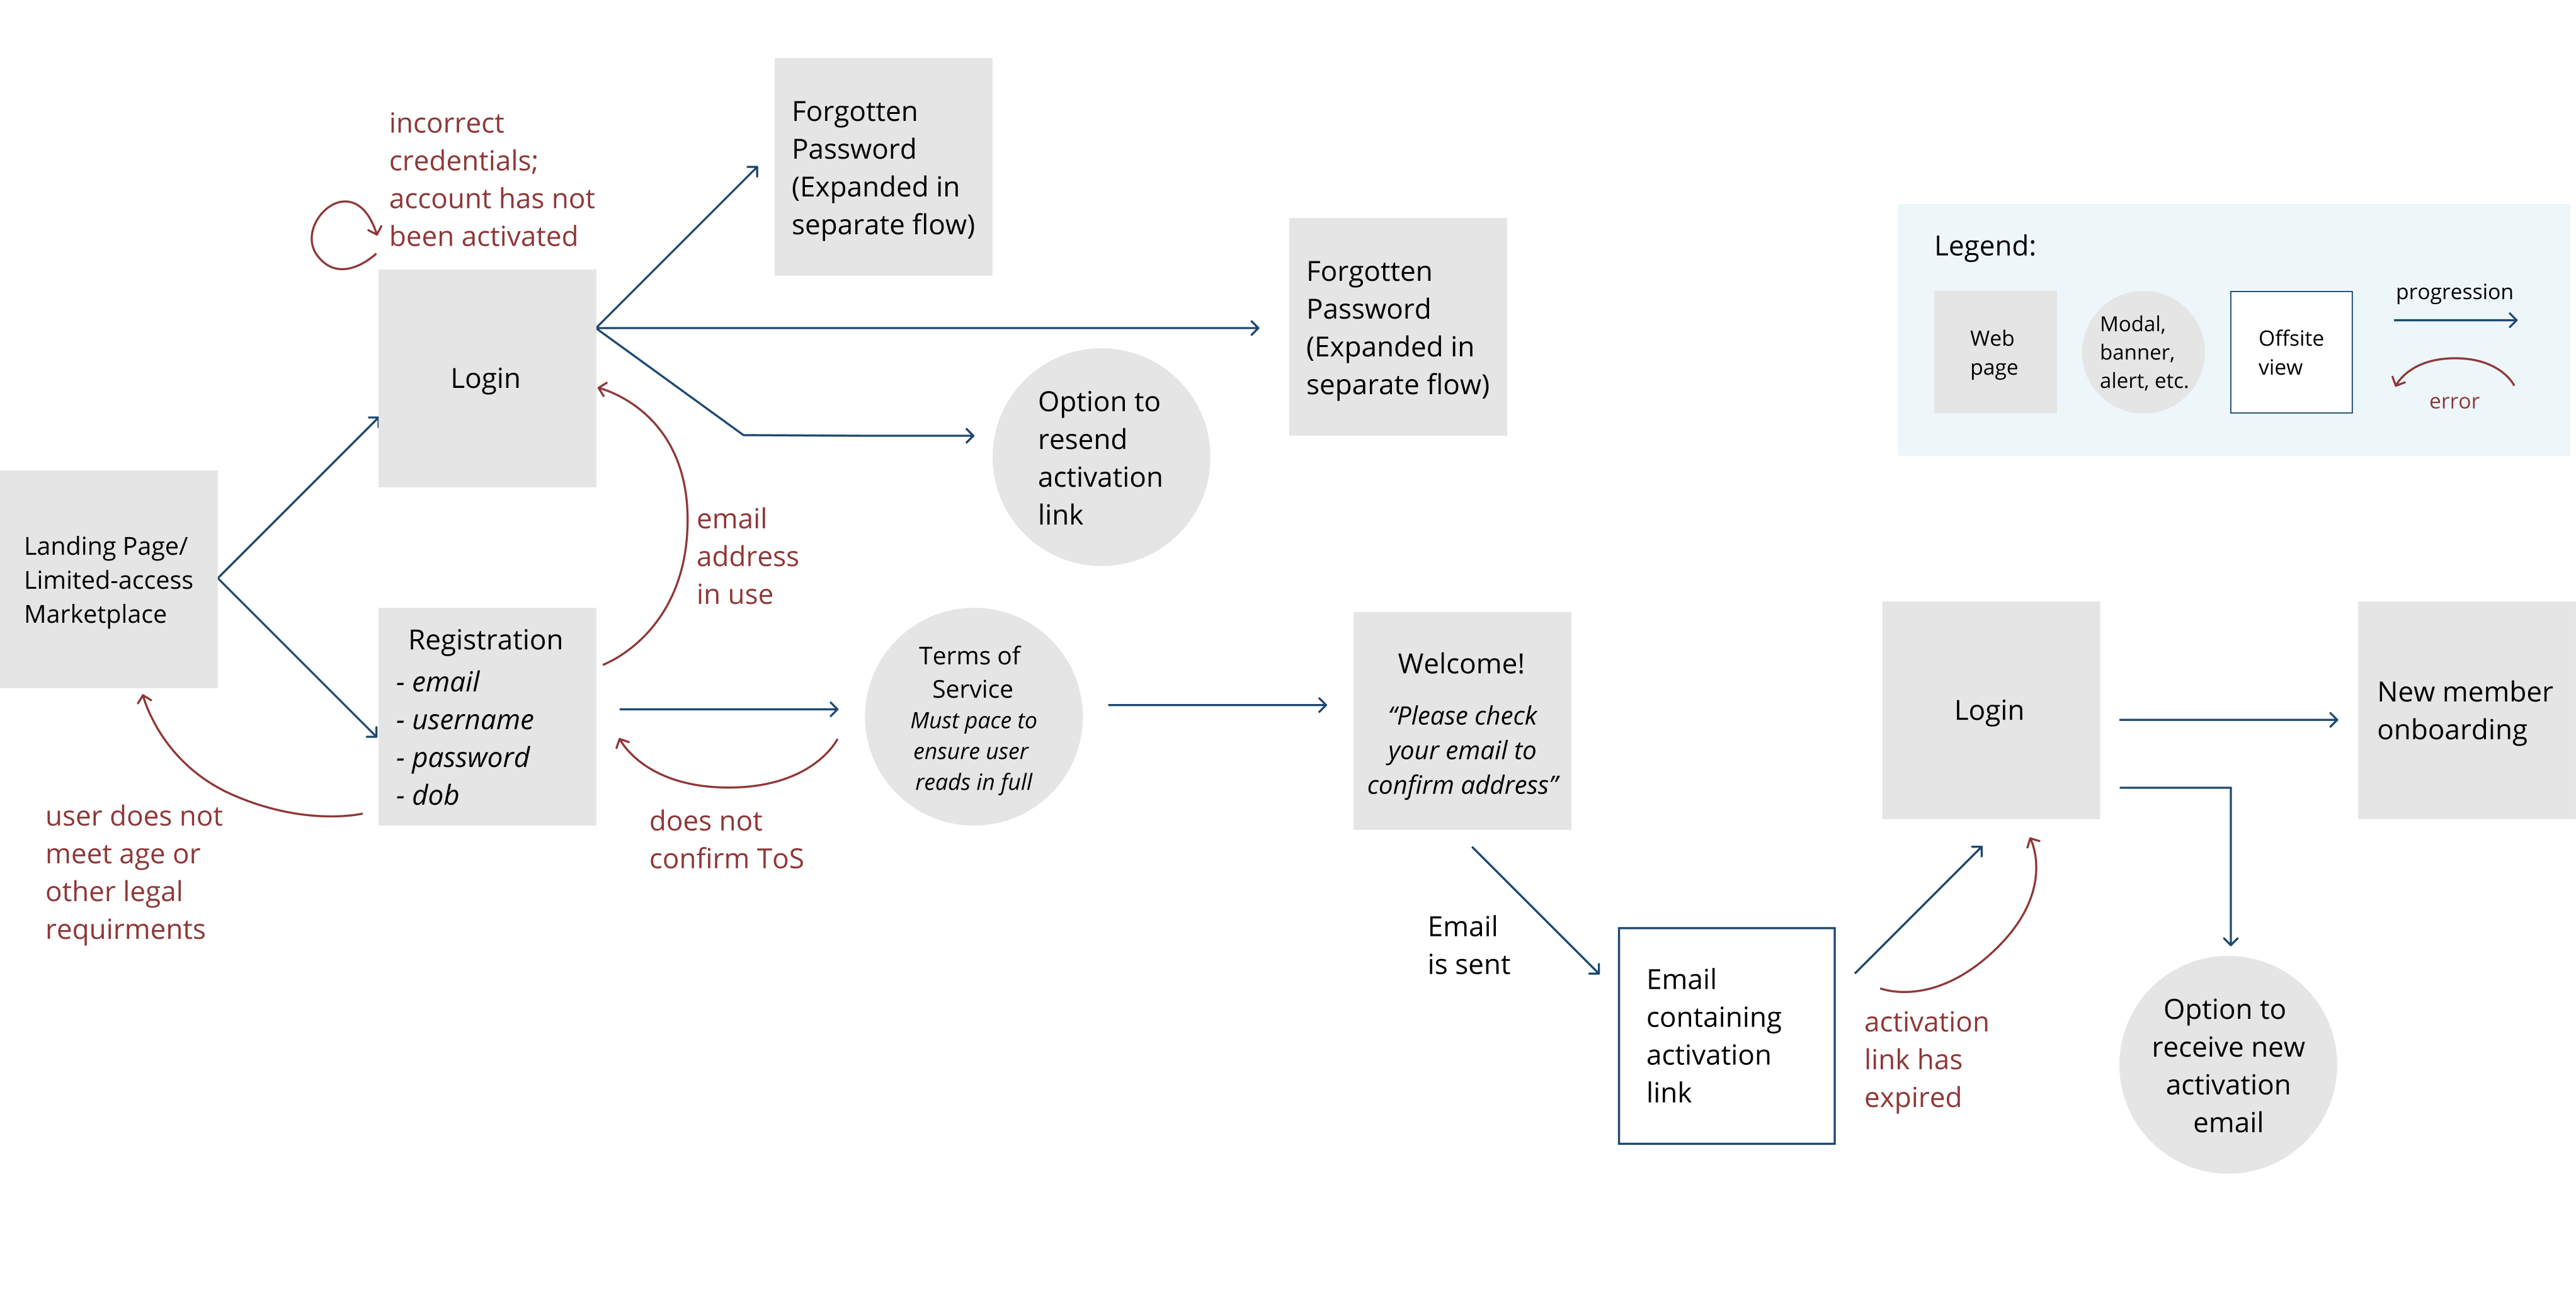 incorrect
credentials;
account has not
been activated
Forgotten
Password
(Expanded in
separate flow)
Forgotten
Password
(Expanded in
separate flow)
Legend:
Web
page
Modal,
banner,
alert, etc.
Offsite
view
progression
error
Login
Option to
resend
activation
link
email
address
in use
Landing Page/
Limited-access
Marketplace
Registration
- email
- username
- password
- dob
user does not
meet age or
other legal
requirments
does not
confirm ToS
Terms of
Service
Must pace to
ensure user
reads in full
Welcome!
“Please check
your email to
confirm address”
Email
is sent
Email
containing
activation
link
activation
link has
expired
Login
New member
onboarding
Option to
receive new
activation
email